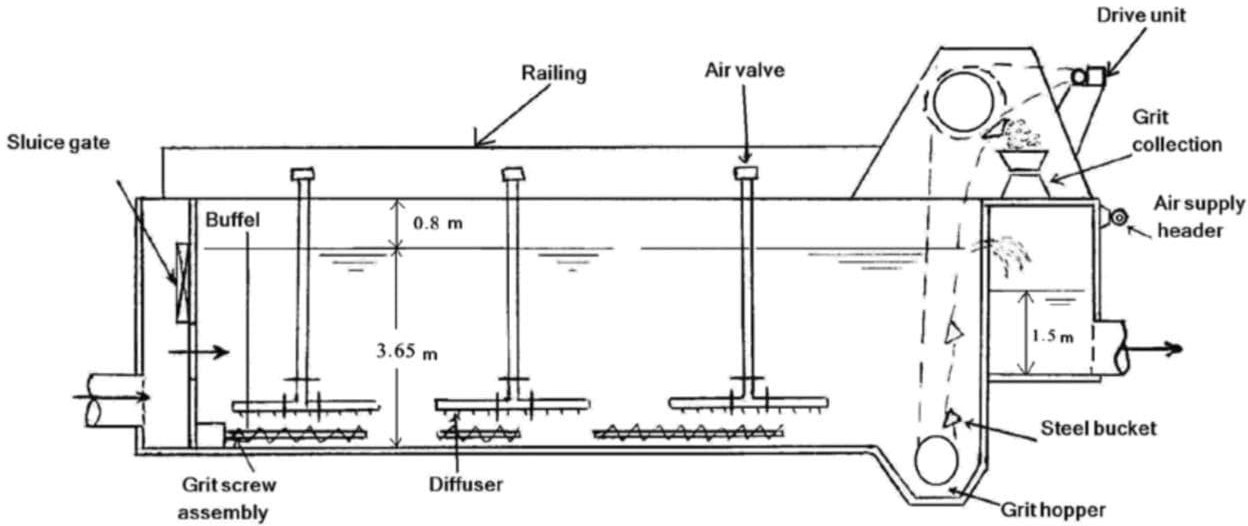 Drive unit
Railing
Air valve
Sluice gate
Grit
collection
Buffel
0.8 m
Air supply
header
3.65 m
1.5 m
Steel bucket
Grit screw
assembly
Diffuser
Grit hopper